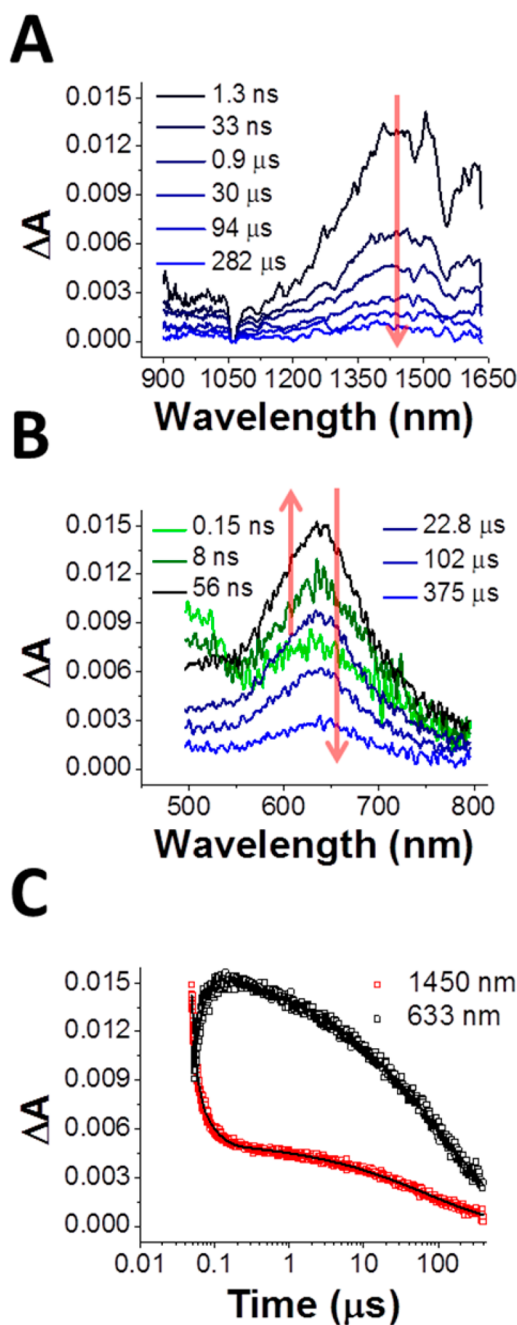 A
0.015
0.012
0.009
0.006
0.003
0.000
ΔA
1.3 ns
33 ns
0.9 μs
30 μs
94 μs
282 μs
900 1050 1200 1350 1500 1650
Wavelength (nm)
B
0.015
0.012
0.009
0.006
0.003
0.000
ΔA
0.15 ns
8 ns
56 ns
22.8 μs
102 μs
375 μs
500 600 700 800
Wavelength (nm)
C
0.015
0.012
0.009
0.006
0.003
0.000
ΔA
1450 nm
633 nm
0.01 0.1 1 10 100
Time (μs)